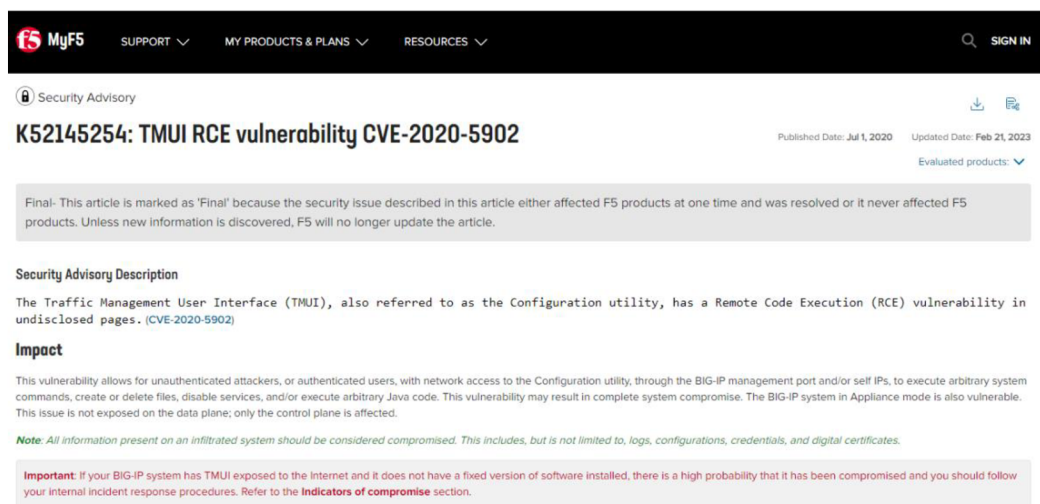 f5 MyF5 SUPPORT MY PRODUCTS & PLANS RESOURCES SIGN IN
Security Advisory
K52145254: TMUI RCE vulnerability CVE-2020-5902
Published Date: Jul 1, 2020 Updated Date: Feb 21, 2023
Evaluated products:
Final- This article is marked as 'Final' because the security issue described in this article either affected F5 products at one time and was resolved or it never affected F5
products. Unless new information is discovered, F5 will no longer update the article.
Security Advisory Description
The Traffic Management User Interface (TMUI), also referred to as the Configuration utility, has a Remote Code Execution (RCE) vulnerability in
undisclosed pages. (CVE-2020-5902)
Impact
This vulnerability allows for unauthenticated attackers, or authenticated users, with network access to the Configuration utility, through the BIG-IP management port and/or self IPs, to execute arbitrary system
commands, create or delete files, disable services, and/or execute arbitrary Java code. This vulnerability may result in complete system compromise. The BIG-IP system in Appliance mode is also vulnerable.
This issue is not exposed on the data plane; only the control plane is affected.
Note: All information present on an infiltrated system should be considered compromised. This includes, but is not limited to, logs, configurations, credentials, and digital certificates.
Important: If your BIG-IP system has TMUI exposed to the Internet and it does not have a fixed version of software installed, there is a high probability that it has been compromised and you should follow
your internal incident response procedures. Refer to the Indicators of compromise section.